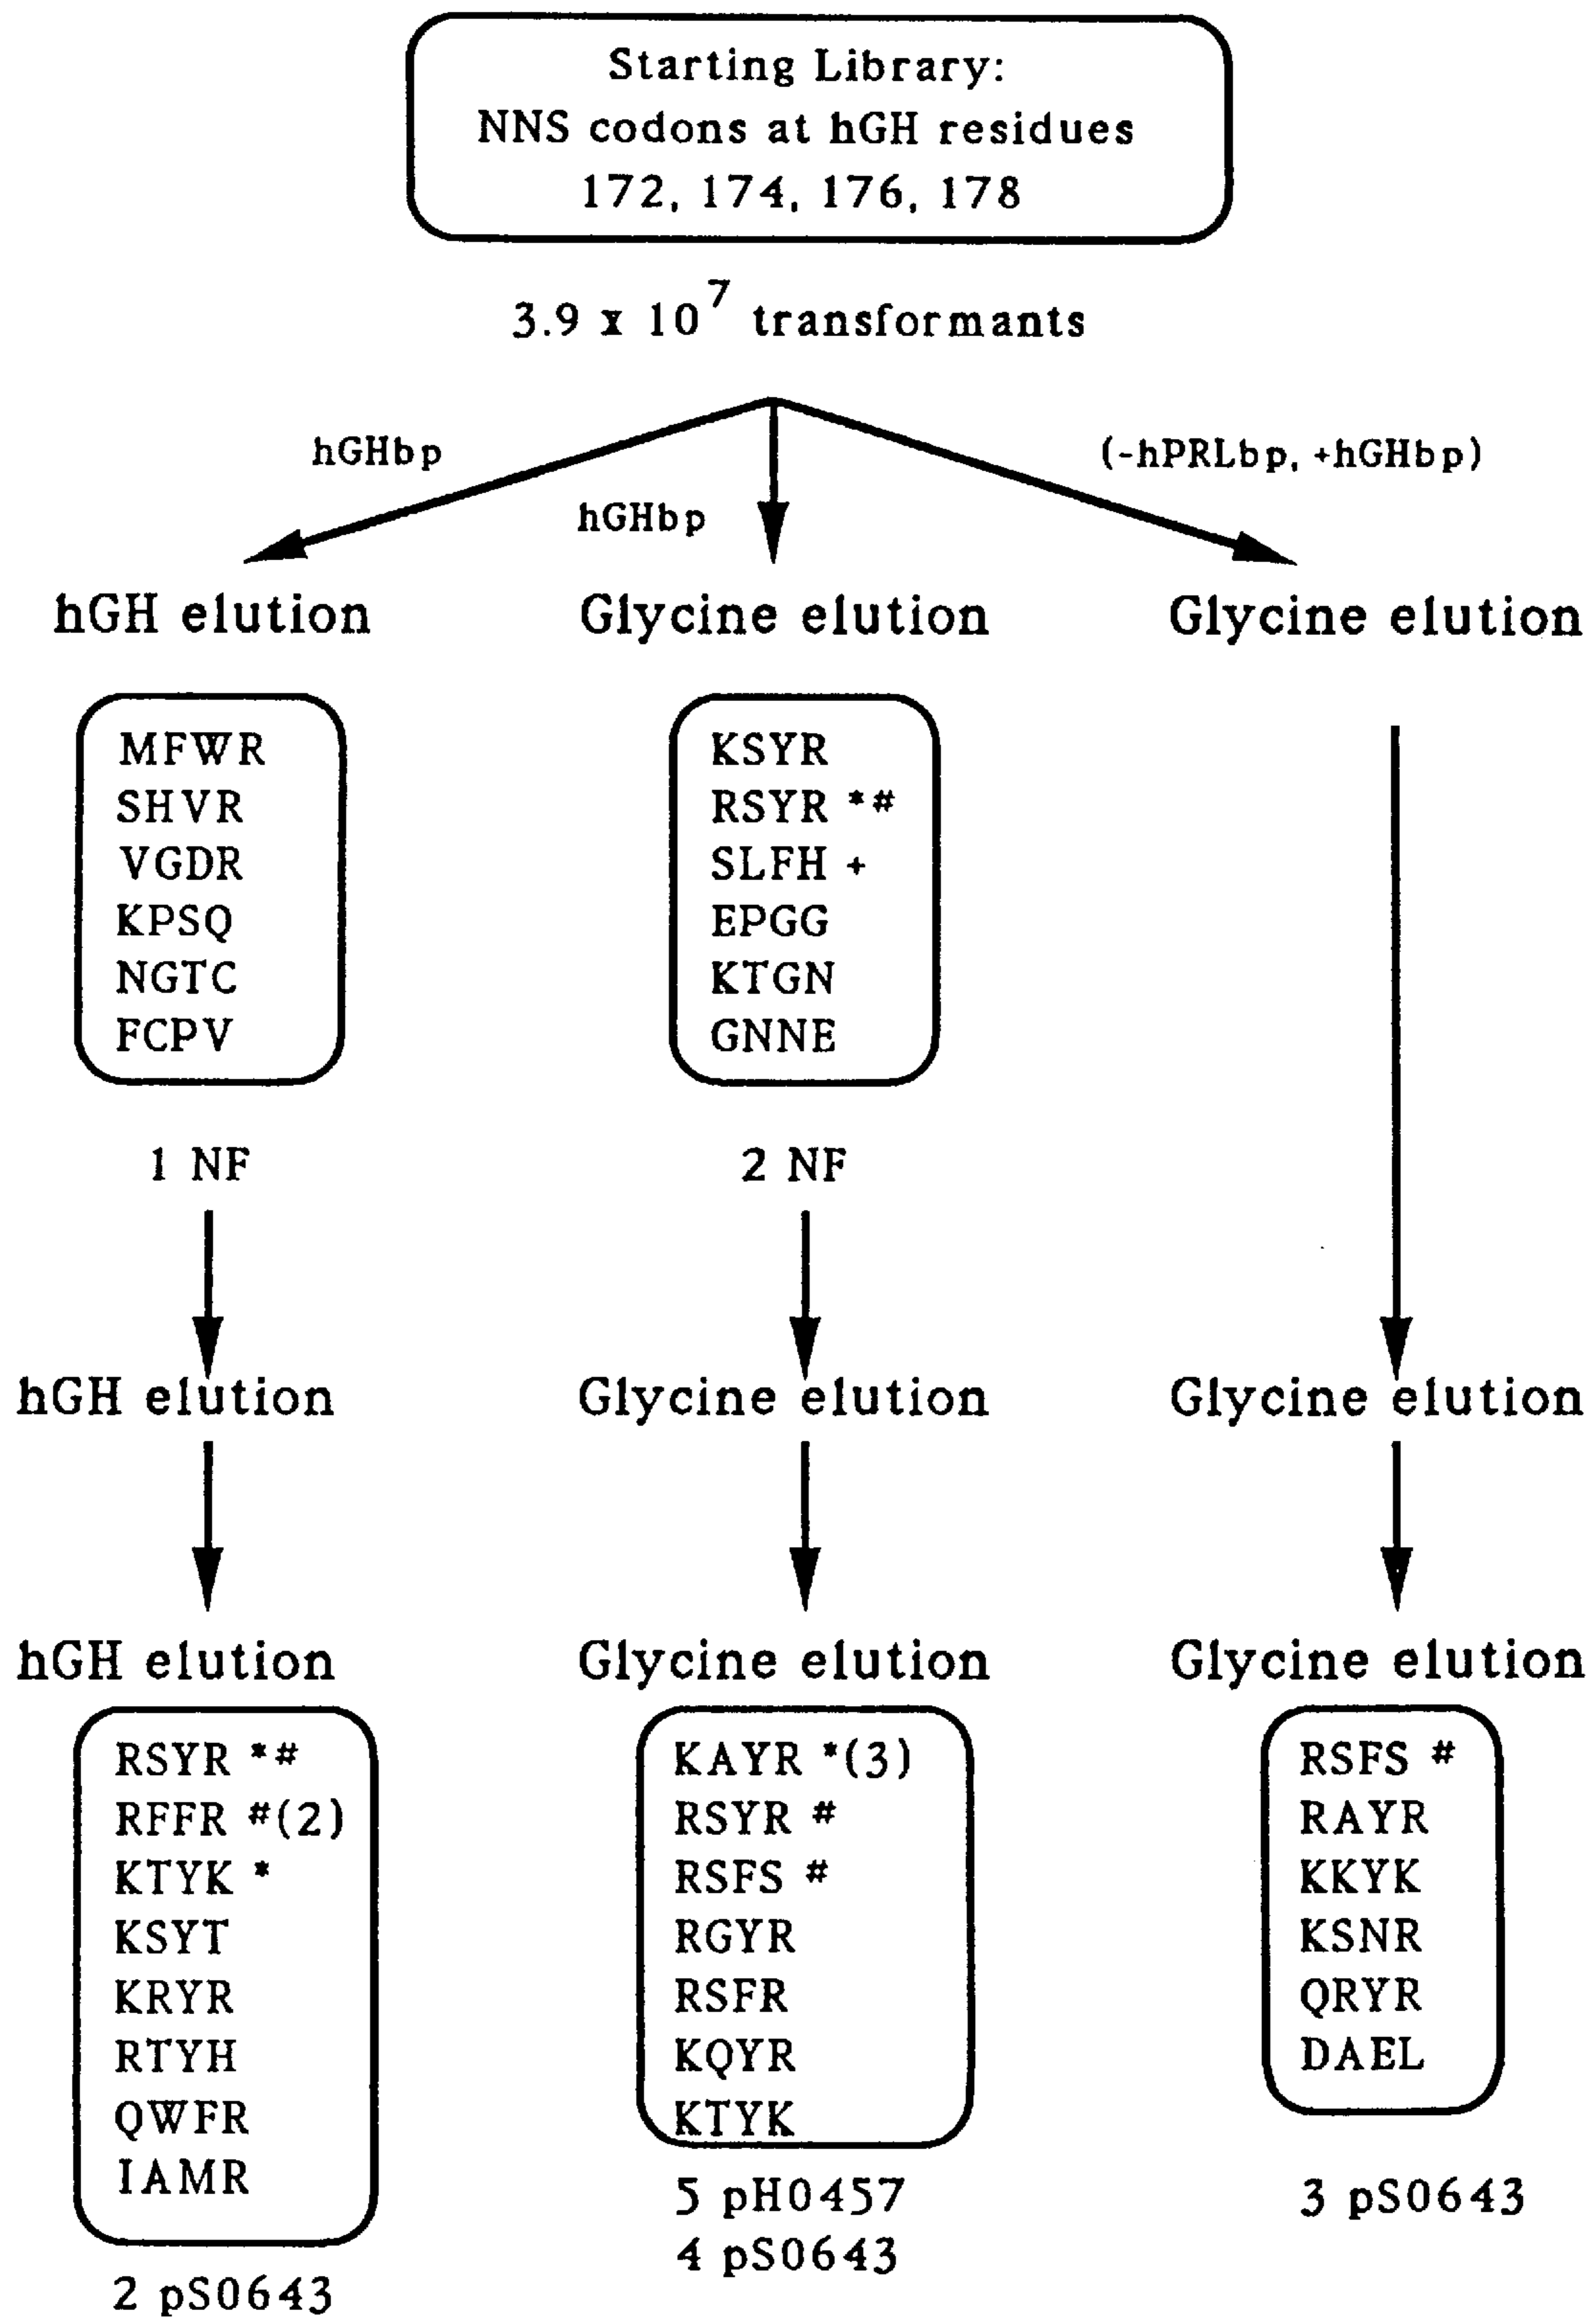 Starting Library:
NNS codons at hGH residues
172, 174, 176, 178
3.9 x 10^7 transformants
hGHbp
hGHbp
(-hPRLbp, +hGHbp)
hGH elution
Glycine elution
Glycine elution
MFWR
SHVR
VGDR
KPSQ
NGTC
FCPV
1 NF
KSYR
RSYR *#
SLFH +
EPGG
KTGN
GNNE
2 NF
hGH elution
Glycine elution
Glycine elution
hGH elution
RSYR *#
RFFR #(2)
KTYK *
KSYT
KRYR
RTYH
QWFR
IAMR
2 pS0643
Glycine elution
KAYR *(3)
RSYR #
RSFS #
RGYR
RSFR
KQYR
KTYK
5 pH0457
4 pS0643
Glycine elution
RSFS #
RAYR
KKYK
KSNR
QRYR
DAEL
3 pS0643